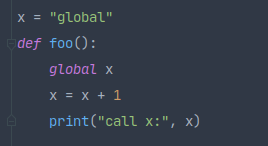 x = "global"
def foo():
    global x
    x = x + 1
    print("call x:", x)